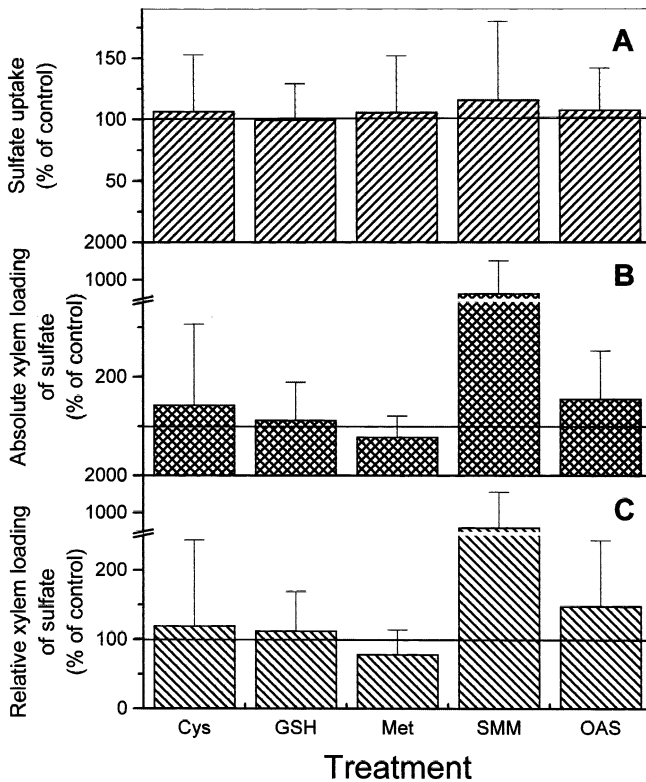 A
Sulfate uptake
(% of control)
150
100
50
2000
B
Absolute xylem loading
of sulfate
(% of control)
1000
200
2000
C
Relative xylem loading
of sulfate
(% of control)
1000
200
100
0
Cys GSH Met SMM OAS
Treatment